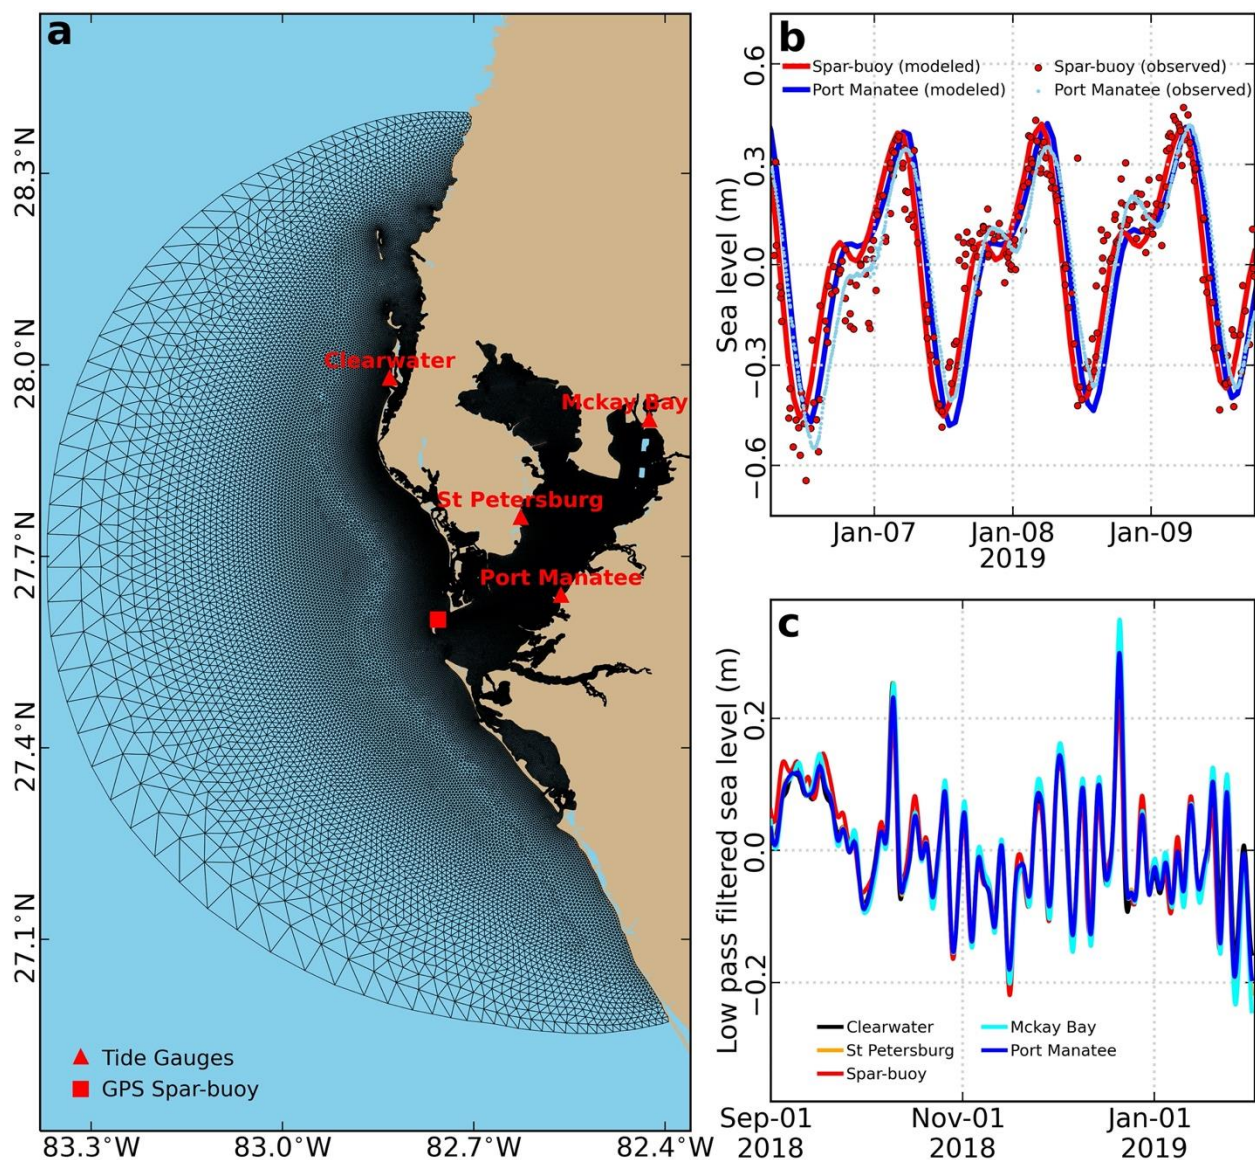 a
28.3°N
28.0°N
27.7°N
27.4°N
27.1°N
83.3°W
83.0°W
82.7°W
82.4°W
Clearwater
Mckay Bay
St Petersburg
Port Manatee
Tide Gauges
GPS Spar-buoy
b
Sea level (m)
0.6
0.3
0.0
−0.3
−0.6
Spar-buoy (modeled)
Port Manatee (modeled)
Spar-buoy (observed)
Port Manatee (observed)
Jan-07
Jan-08
Jan-09
2019
c
Low pass filtered sea level (m)
0.2
0.0
−0.2
Clearwater
St Petersburg
Spar-buoy
Mckay Bay
Port Manatee
Sep-01
2018
Nov-01
2018
Jan-01
2019